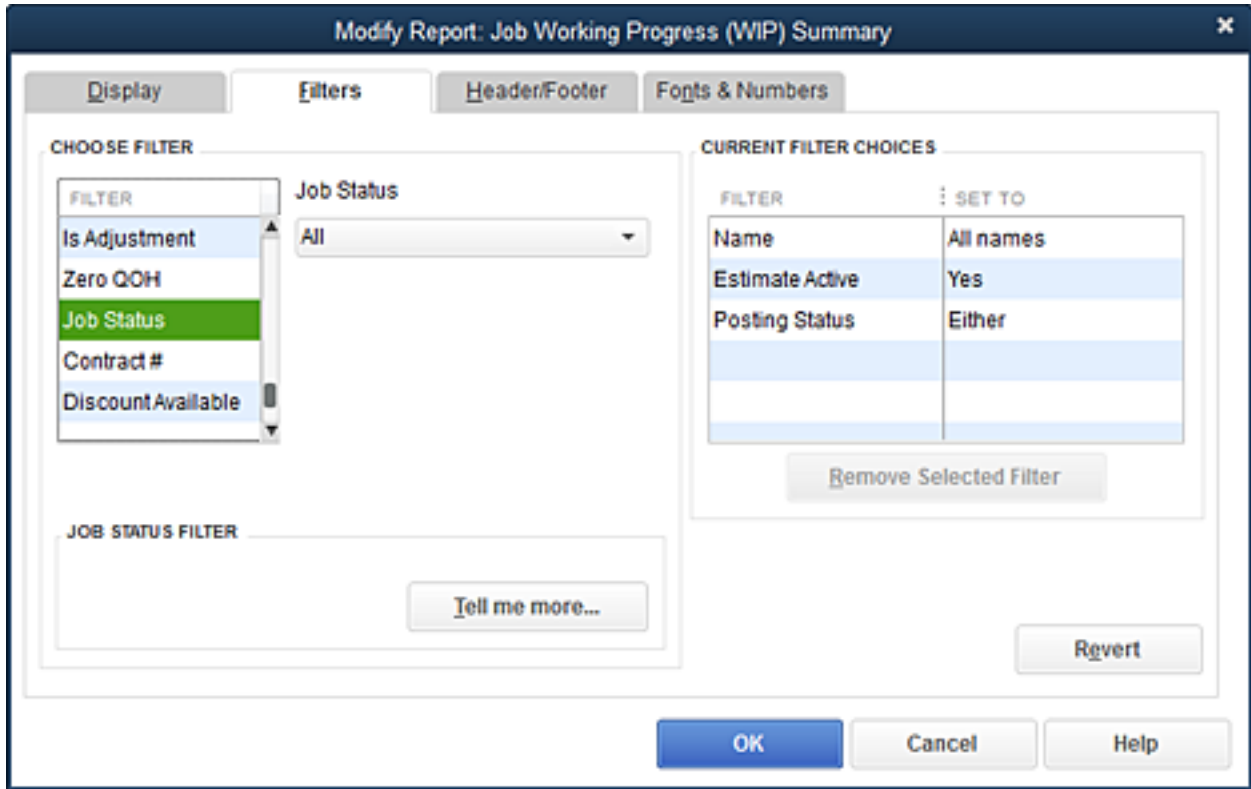 Modify Report: Job Working Progress (WIP) Summary
Display Filters Header/Footer Fonts & Numbers
CHOOSE FILTER
FILTER
Is Adjustment
Zero QOH
Job Status
Contract #
Discount Available
Job Status
All
JOB STATUS FILTER
Tell me more...
CURRENT FILTER CHOICES
FILTER SET TO
Name All names
Estimate Active Yes
Posting Status Either
Remove Selected Filter
Revert
OK Cancel Help